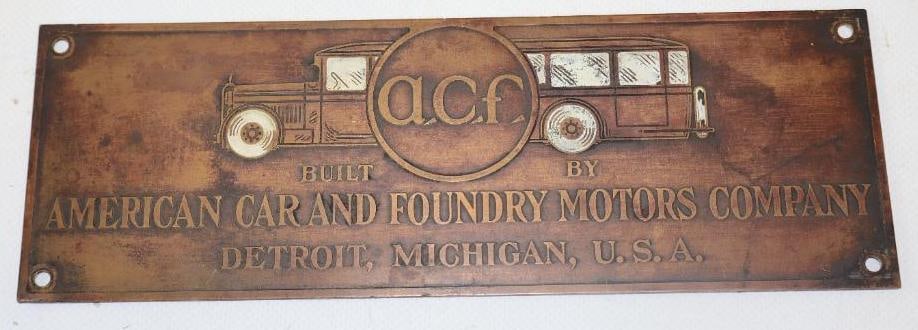 a.c.f.
BUILT BY
AMERICAN CAR AND FOUNDRY MOTORS COMPANY
DETROIT, MICHIGAN, U.S.A.